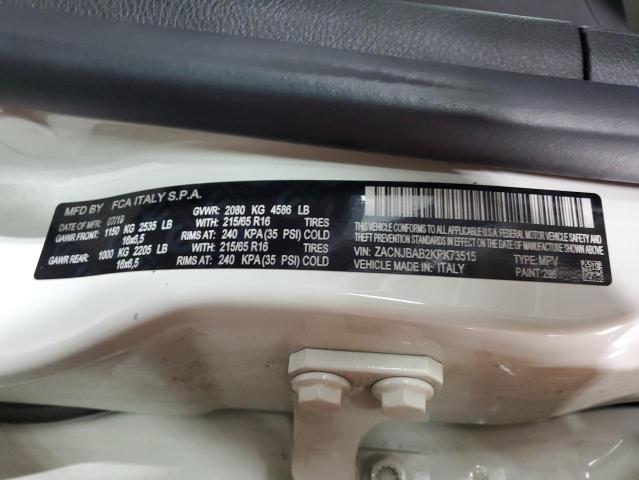 MFD BY FCA ITALY S.P.A.
DATE OF MFR: 07/19 GVWR: 2080 KG 4586 LB
GAWR FRONT: 1150 KG 2535 LB WITH: 215/65 R16 TIRES
16x6,5 RIMS AT: 240 KPA (35 PSI) COLD
GAWR REAR: 1000 KG 2205 LB WITH: 215/65 R16 TIRES
16x6,5 RIMS AT: 240 KPA (35 PSI) COLD
THIS VEHICLE CONFORMS TO ALL APPLICABLE U.S.A. FEDERAL MOTOR VEHICLE
SAFETY BUMPER AND THEFT PREVENTION STANDARDS IN EFFECT ON THE DATE OF MANUFACTURE SHOWN ABOVE
VIN: ZACNJBAB2KPK73515 TYPE: MPV
VEHICLE MADE IN: ITALY PAINT: 296